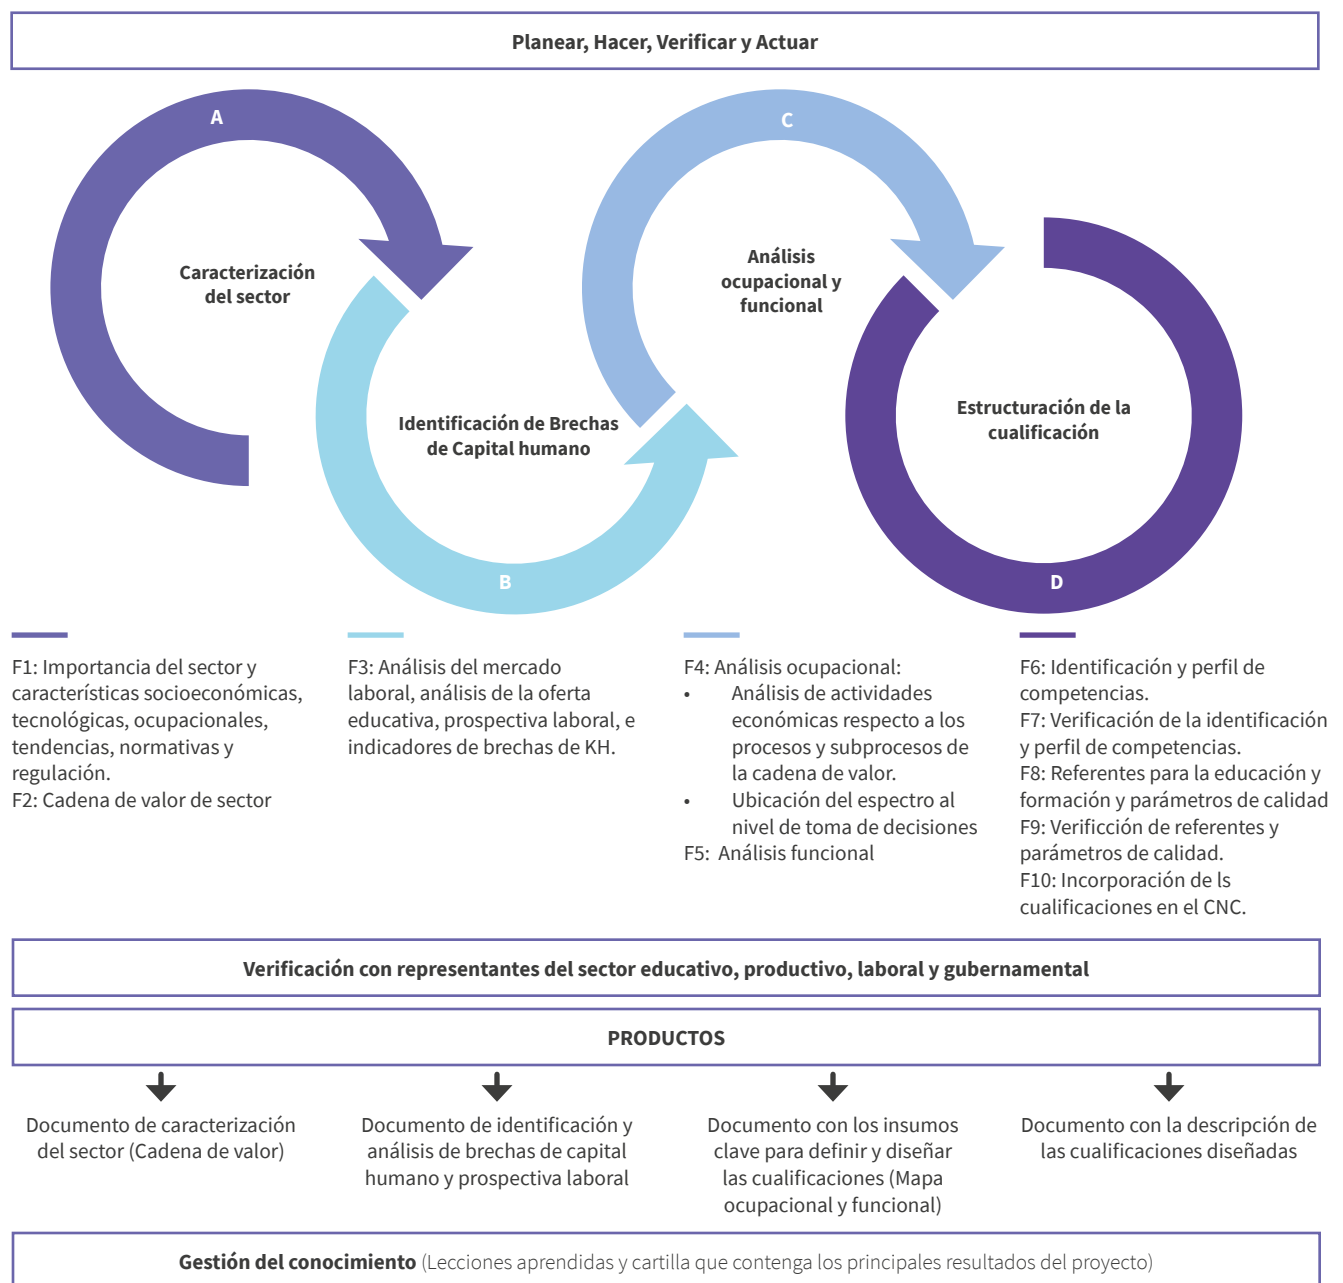 Planear, Hacer, Verificar y Actuar
A
C
Caracterización
del sector
Análisis
ocupacional y
funcional
Identificación de Brechas
de Capital humano
Estructuración de la
cualificación
B
D
F1: Importancia del sector y
características socioeconómicas,
tecnológicas, ocupacionales,
tendencias, normativas y
regulación.
F2: Cadena de valor de sector
F3: Análisis del mercado
laboral, análisis de la oferta
educativa, prospectiva laboral, e
indicadores de brechas de KH.
F4: Análisis ocupacional:
• Análisis de actividades
económicas respecto a los
procesos y subprocesos de
la cadena de valor.
• Ubicación del espectro al
nivel de toma de decisiones
F5: Análisis funcional
F6: Identificación y perfil de
competencias.
F7: Verificación de la identificación
y perfil de competencias.
F8: Referentes para la educación y
formación y parámetros de calidad
F9: Verificción de referentes y
parámetros de calidad.
F10: Incorporación de ls
cualificaciones en el CNC.
Verificación con representantes del sector educativo, productivo, laboral y gubernamental
PRODUCTOS
Documento de caracterización
del sector (Cadena de valor)
Documento de identificación y
análisis de brechas de capital
humano y prospectiva laboral
Documento con los insumos
clave para definir y diseñar
las cualificaciones (Mapa
ocupacional y funcional)
Documento con la descripción de
las cualificaciones diseñadas
Gestión del conocimiento (Lecciones aprendidas y cartilla que contenga los principales resultados del proyecto)